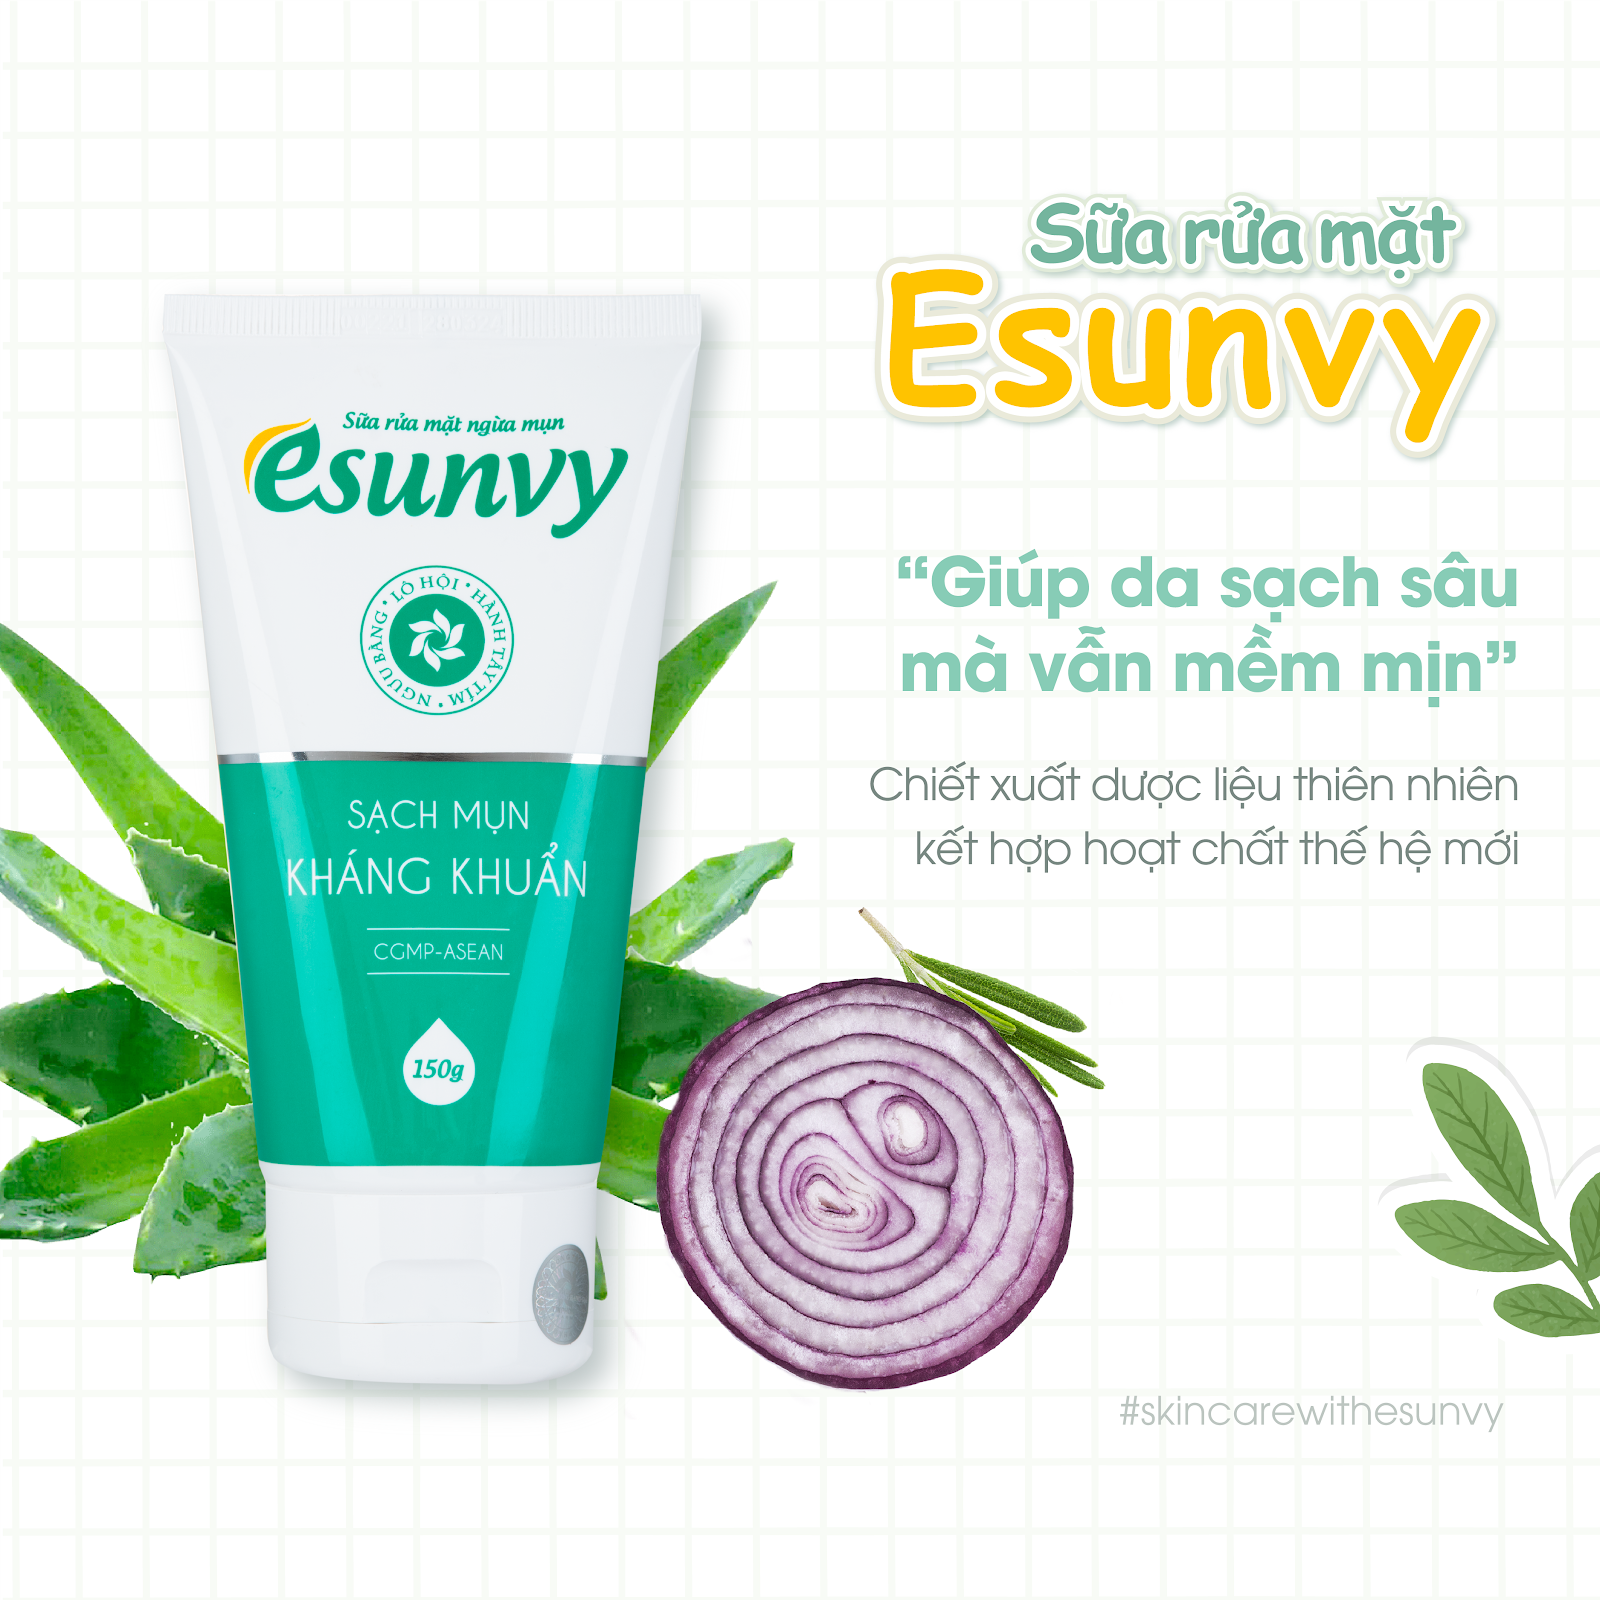 Sữa rửa mặt
Esunvy
“Giúp da sạch sâu
mà vẫn mềm mịn”
Chiết xuất dược liệu thiên nhiên
kết hợp hoạt chất thế hệ mới
Sữa rửa mặt ngừa mụn
esunvy
NGƯU BÀNG • LÔ HỘI • HÀNH TÂY TÍM •
SẠCH MỤN
KHÁNG KHUẨN
CGMP-ASEAN
150g
#skincarewithesunvy